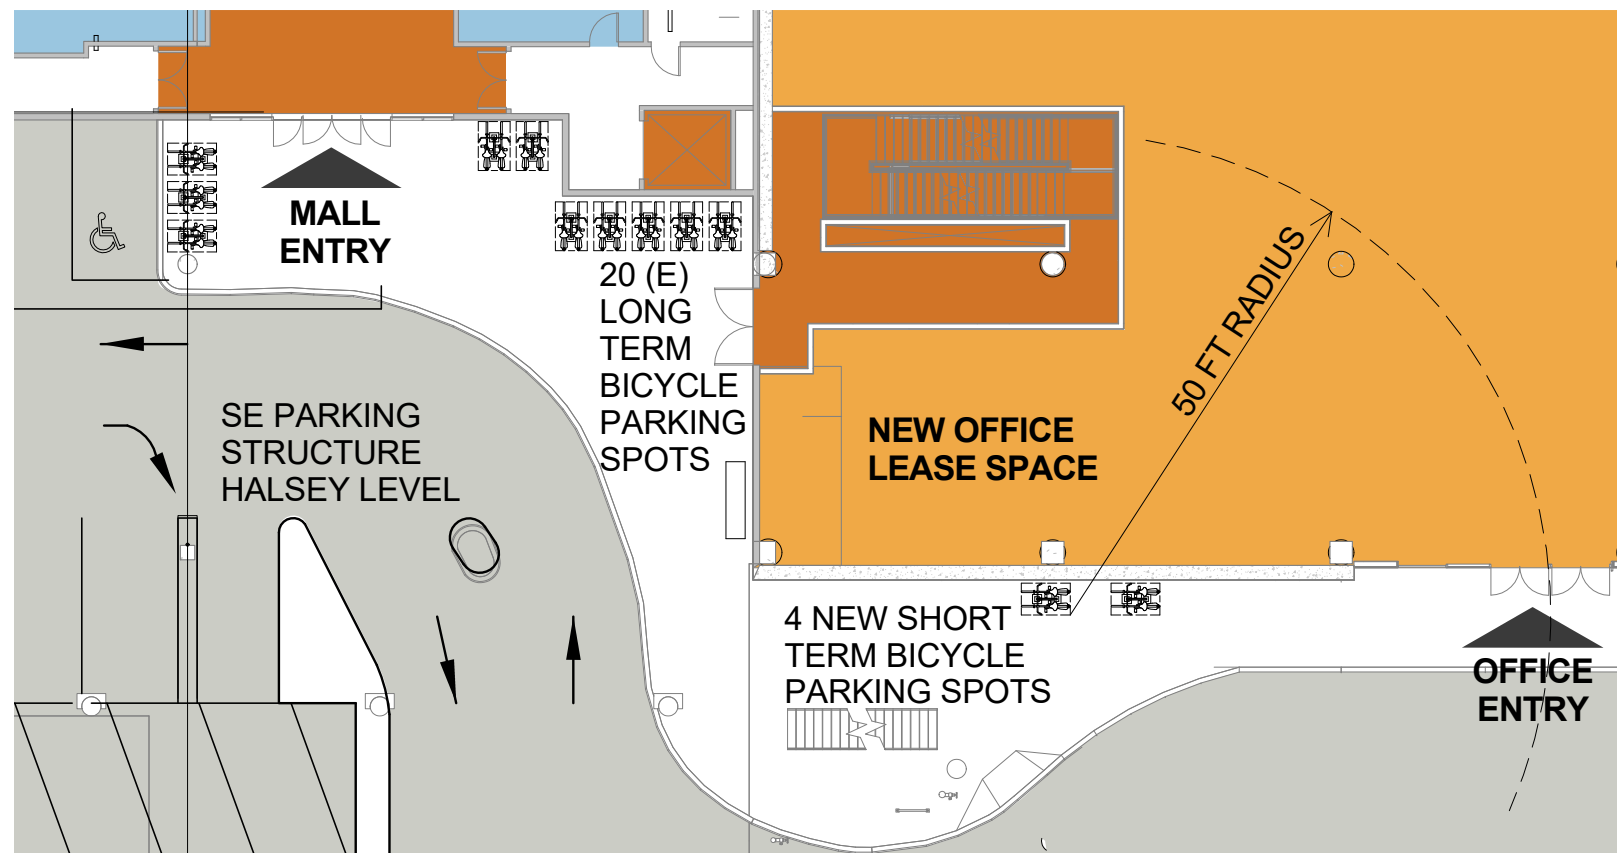 MALL
ENTRY
20 (E)
LONG
TERM
BICYCLE
PARKING
SPOTS
50 FT RADIUS
SE PARKING
STRUCTURE
HALSEY LEVEL
NEW OFFICE
LEASE SPACE
4 NEW SHORT
TERM BICYCLE
PARKING SPOTS
OFFICE
ENTRY